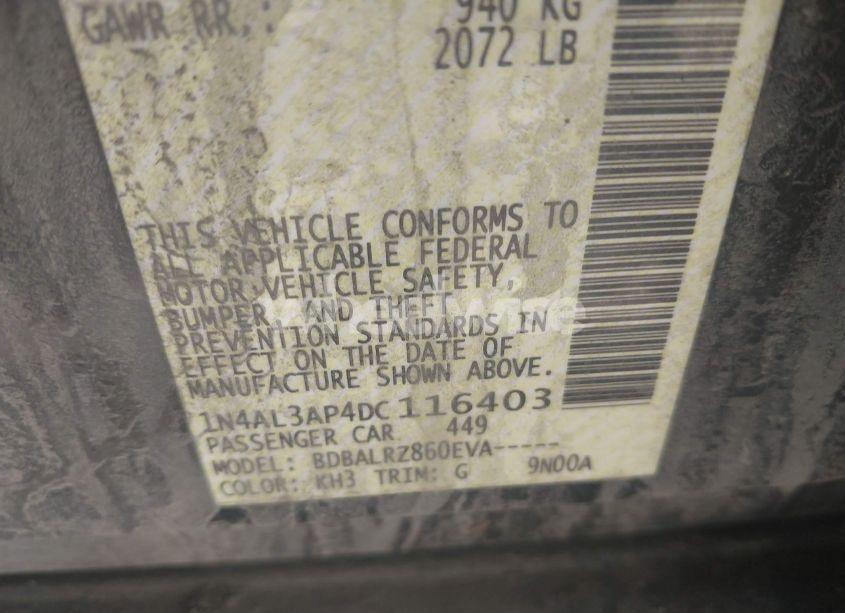 GAWR RR.: 940 KG
2072 LB
THIS VEHICLE CONFORMS TO
ALL APPLICABLE FEDERAL
MOTOR VEHICLE SAFETY,
BUMPER, AND THEFT
PREVENTION STANDARDS IN
EFFECT ON THE DATE OF
MANUFACTURE SHOWN ABOVE.
1N4AL3AP4DC116403
PASSENGER CAR 449
MODEL: BDBALRZ860EVA-----
COLOR: KH3 TRIM: G 9N00A